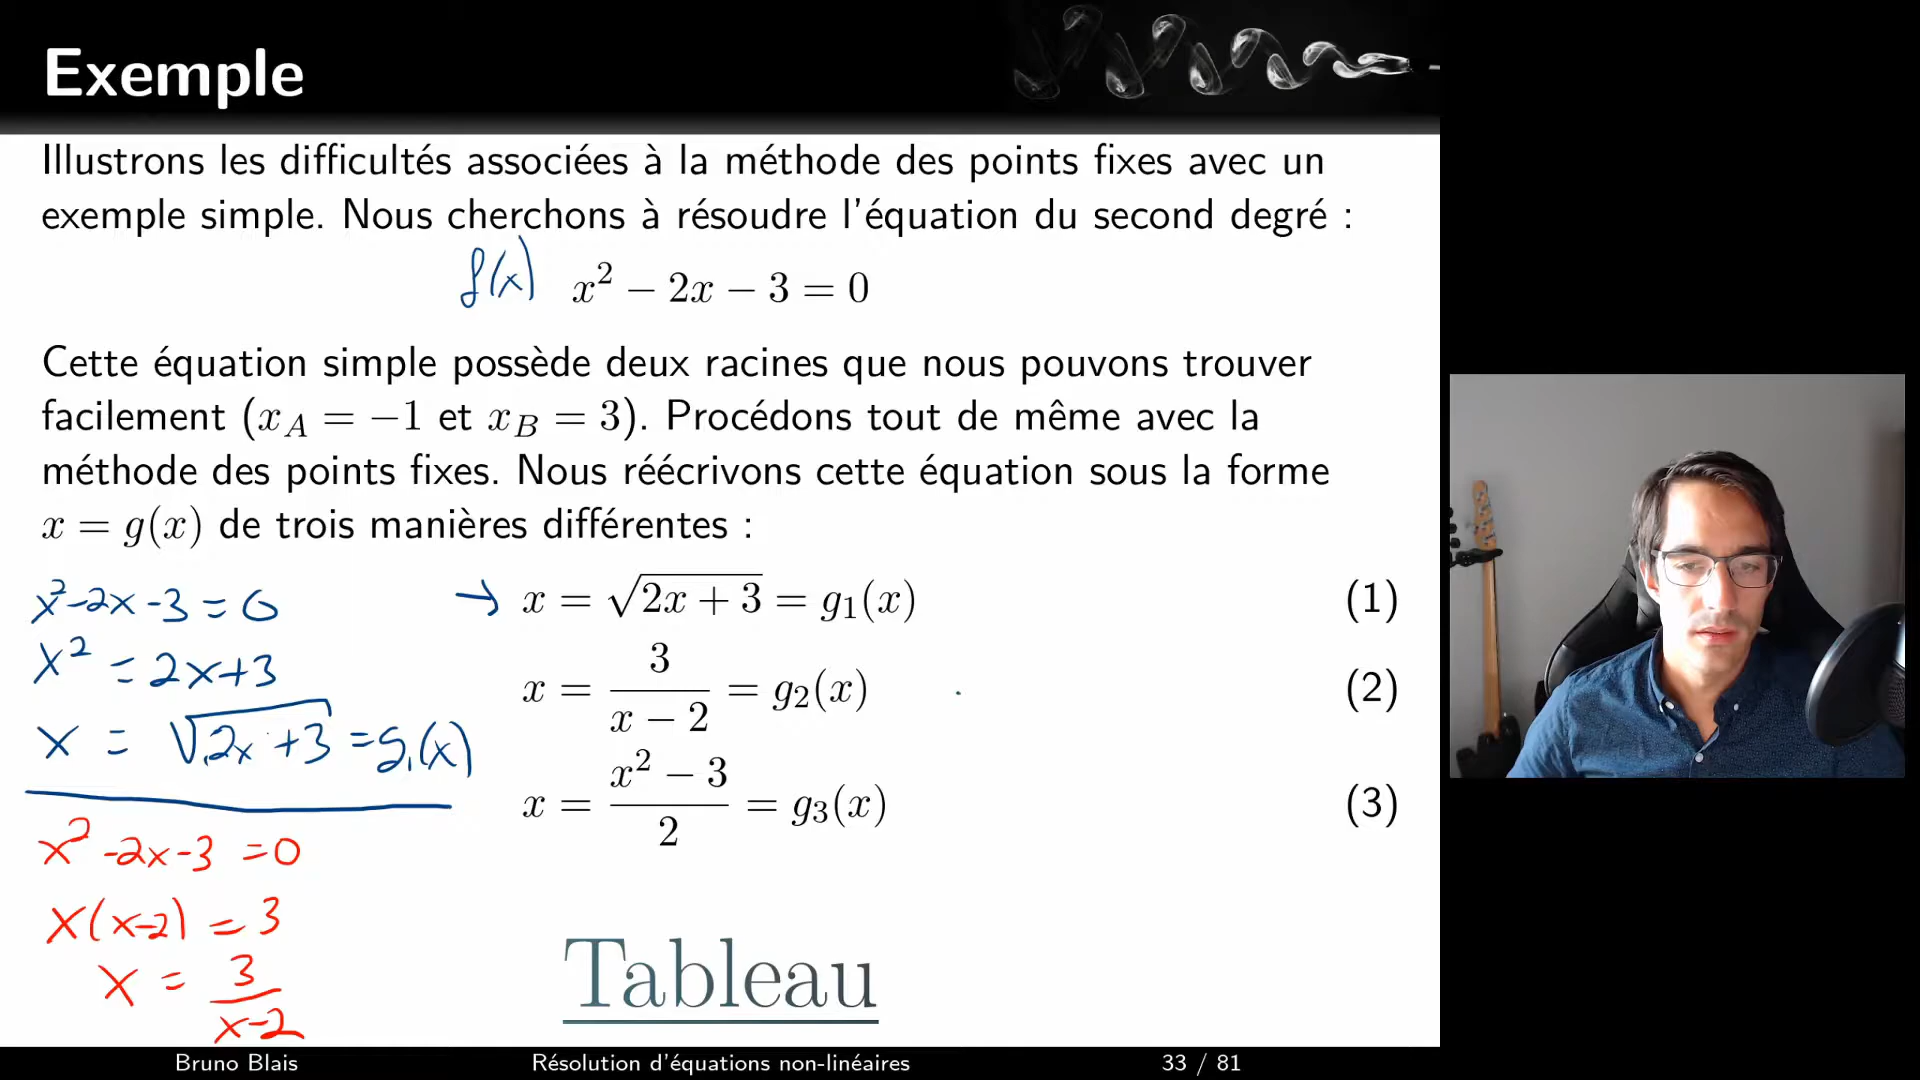 Exemple
Illustrons les difficultés associées à la méthode des points fixes avec un
exemple simple. Nous cherchons à résoudre l'équation du second degré :
f(x) x² − 2x − 3 = 0
Cette équation simple possède deux racines que nous pouvons trouver
facilement (x_A = −1 et x_B = 3). Procédons tout de même avec la
méthode des points fixes. Nous réécrivons cette équation sous la forme
x = g(x) de trois manières différentes :
x²-2x-3=0
x² = 2x+3
x = √2x+3 = g₁(x)
→ x = √(2x + 3) = g₁(x) (1)
x = 3/(x − 2) = g₂(x) (2)
x = (x² − 3)/2 = g₃(x) (3)
x²-2x-3=0
x(x-2)=3
x = 3/(x-2)
Tableau
Bruno Blais Résolution d'équations non-linéaires 33 / 81